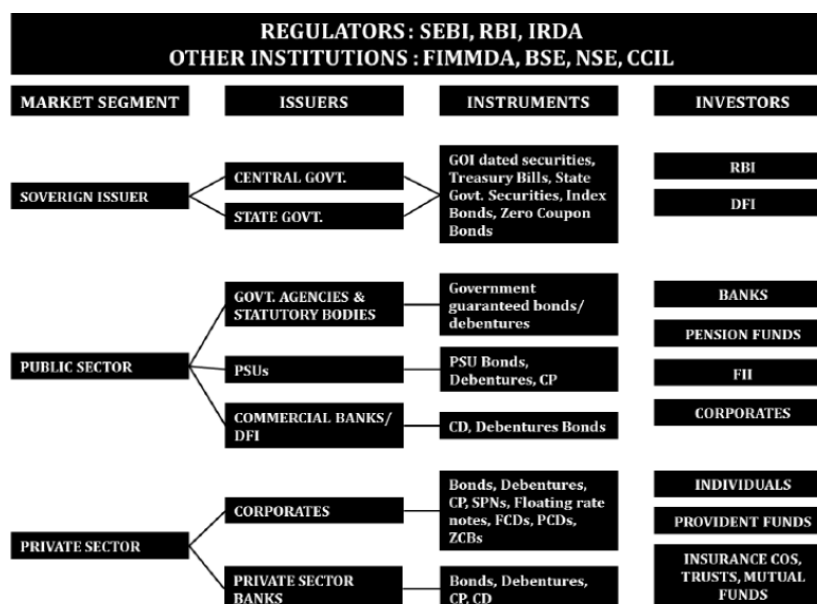 REGULATORS : SEBI, RBI, IRDA
OTHER INSTITUTIONS : FIMMDA, BSE, NSE, CCIL
MARKET SEGMENT
ISSUERS
INSTRUMENTS
INVESTORS
SOVERIGN ISSUER
CENTRAL GOVT.
STATE GOVT.
GOI dated securities,
Treasury Bills, State
Govt. Securities, Index
Bonds, Zero Coupon
Bonds
RBI
DFI
PUBLIC SECTOR
GOVT. AGENCIES &
STATUTORY BODIES
Government
guaranteed bonds/
debentures
PSUs
PSU Bonds,
Debentures, CP
COMMERCIAL BANKS/
DFI
CD, Debentures Bonds
BANKS
PENSION FUNDS
FII
CORPORATES
PRIVATE SECTOR
CORPORATES
Bonds, Debentures,
CP, SPNs, Floating rate
notes, FCDs, PCDs,
ZCBs
PRIVATE SECTOR
BANKS
Bonds, Debentures,
CP, CD
INDIVIDUALS
PROVIDENT FUNDS
INSURANCE COS,
TRUSTS, MUTUAL
FUNDS